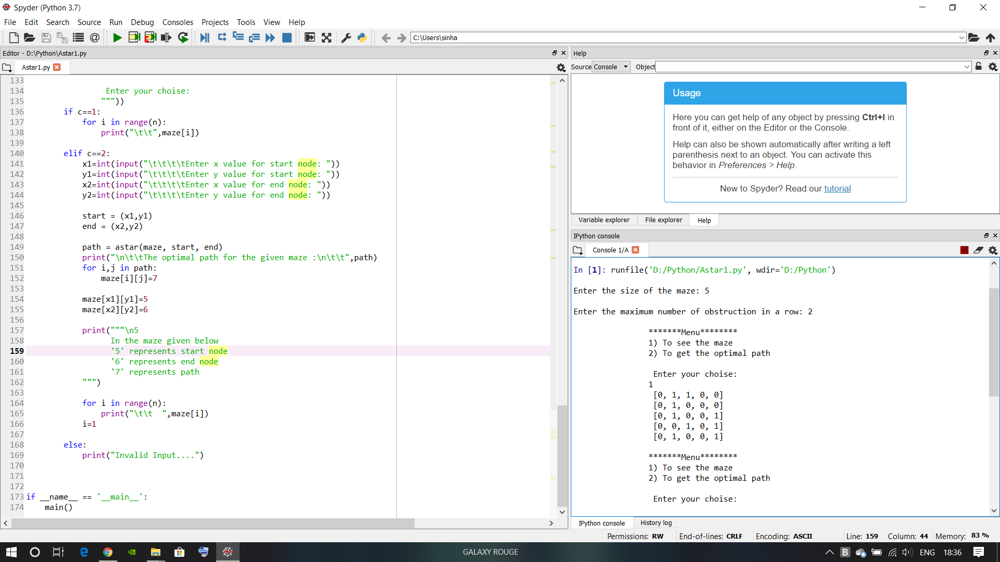 Spyder (Python 3.7)
File Edit Search Source Run Debug Consoles Projects Tools View Help
C:\Users\sinha
Editor - D:\Python\Astar1.py
Astar1.py
133
134 Enter your choise:
135 """))
136 if c==1:
137 for i in range(n):
138 print("\t\t",maze[i])
139
140 elif c==2:
141 x1=int(input("\t\t\t\tEnter x value for start node: "))
142 y1=int(input("\t\t\t\tEnter y value for start node: "))
143 x2=int(input("\t\t\t\tEnter x value for end node: "))
144 y2=int(input("\t\t\t\tEnter y value for end node: "))
145
146 start = (x1,y1)
147 end = (x2,y2)
148
149 path = astar(maze, start, end)
150 print("\n\t\tThe optimal path for the given maze :\n\t\t",path)
151 for i,j in path:
152 maze[i][j]=7
153
154 maze[x1][y1]=5
155 maze[x2][y2]=6
156
157 print("""\n5
158 In the maze given below
159 '5' represents start node
160 '6' represents end node
161 '7' represents path
162 """)
163
164 for i in range(n):
165 print("\t\t  ",maze[i])
166 i=1
167
168 else:
169 print("Invalid Input....")
170
171
172
173 if __name__ == '__main__':
174 main()
Help
Source Console Object
Usage
Here you can get help of any object by pressing Ctrl+I in
front of it, either on the Editor or the Console.
Help can also be shown automatically after writing a left
parenthesis next to an object. You can activate this
behavior in Preferences > Help.
New to Spyder? Read our tutorial
Variable explorer File explorer Help
IPython console
Console 1/A
In [1]: runfile('D:/Python/Astar1.py', wdir='D:/Python')
Enter the size of the maze: 5
Enter the maximum number of obstruction in a row: 2
*******Menu********
1) To see the maze
2) To get the optimal path
Enter your choise:
1
[0, 1, 1, 0, 0]
[0, 1, 0, 0, 0]
[0, 1, 0, 0, 1]
[0, 0, 1, 0, 1]
[0, 1, 0, 0, 1]
*******Menu********
1) To see the maze
2) To get the optimal path
Enter your choise:
IPython console History log
Permissions: RW End-of-lines: CRLF Encoding: ASCII Line: 159 Column: 44 Memory: 83 %
GALAXY ROUGE
B
ENG 18:36